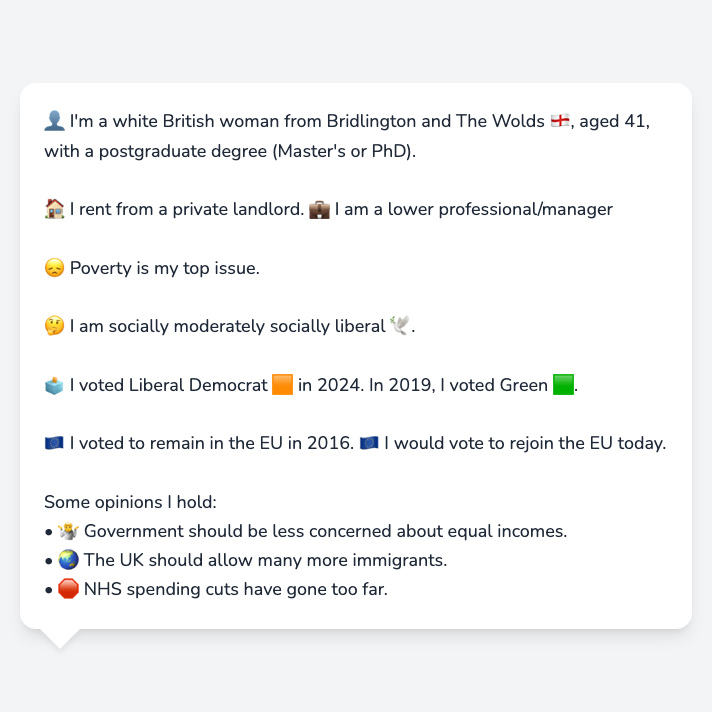 👤 I'm a white British woman from Bridlington and The Wolds 🏴󠁧󠁢󠁥󠁮󠁧󠁿, aged 41,
with a postgraduate degree (Master's or PhD).
🏠 I rent from a private landlord. 💼 I am a lower professional/manager
😞 Poverty is my top issue.
🤔 I am socially moderately socially liberal 🕊️.
🗳️ I voted Liberal Democrat 🟧 in 2024. In 2019, I voted Green 🟩.
🇪🇺 I voted to remain in the EU in 2016. 🇪🇺 I would vote to rejoin the EU today.
Some opinions I hold:
• 🤷 Government should be less concerned about equal incomes.
• 🌏 The UK should allow many more immigrants.
• 🛑 NHS spending cuts have gone too far.